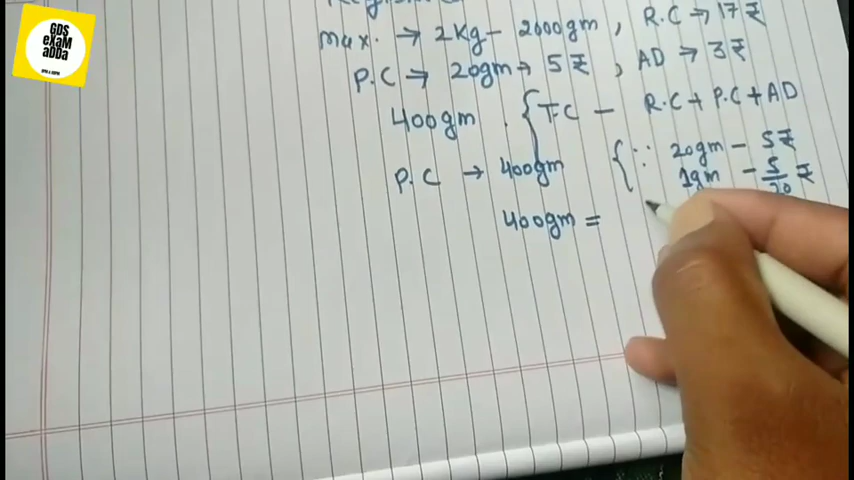 GDS
eXaM
aDDa
max. → 2Kg - 2000gm , R.C → 17₹
P.C → 20gm → 5₹ , AD → 3₹
400gm . { T.C - R.C + P.C + AD
P.C → 400gm { ∵ 20gm - 5₹
1gm - 5/20 ₹
400gm =